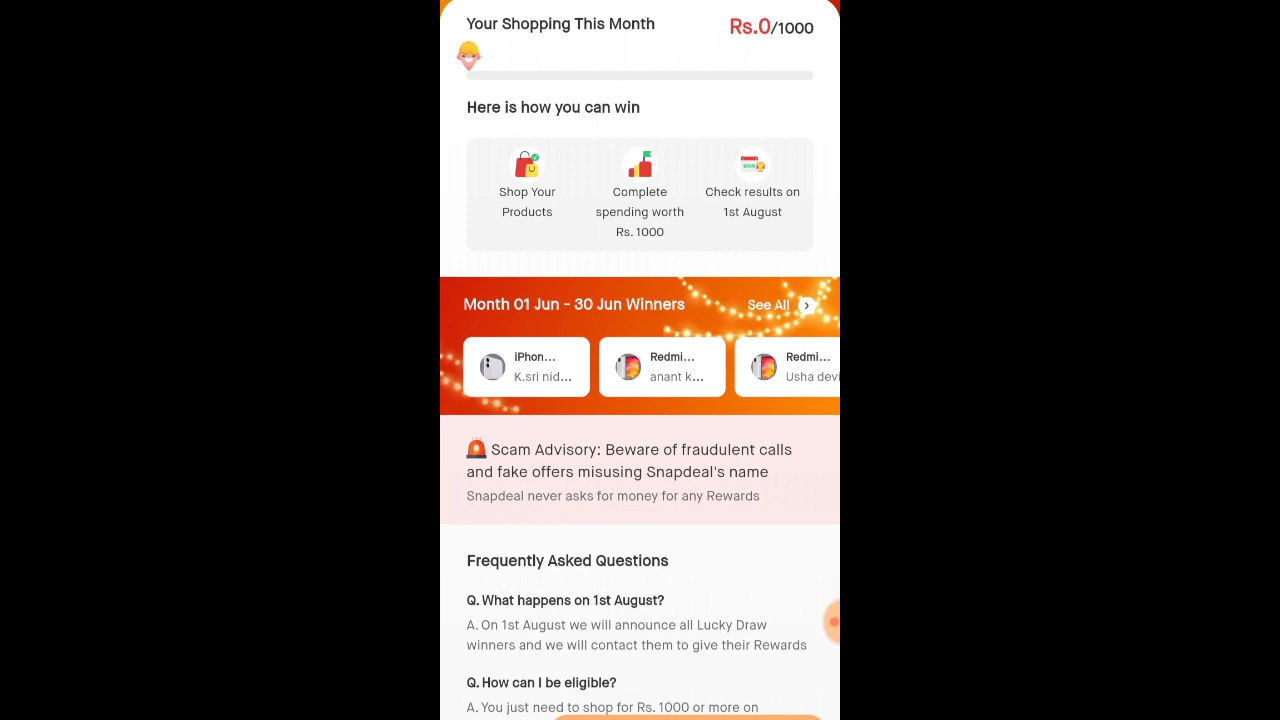 Your Shopping This Month
Rs.0/1000
Here is how you can win
Shop Your
Products
Complete
spending worth
Rs. 1000
Check results on
1st August
Month 01 Jun - 30 Jun Winners
See All
iPhon...
K.sri nid...
Redmi...
anant k...
Redmi...
Usha devi
Scam Advisory: Beware of fraudulent calls
and fake offers misusing Snapdeal's name
Snapdeal never asks for money for any Rewards
Frequently Asked Questions
Q. What happens on 1st August?
A. On 1st August we will announce all Lucky Draw
winners and we will contact them to give their Rewards
Q. How can I be eligible?
A. You just need to shop for Rs. 1000 or more on